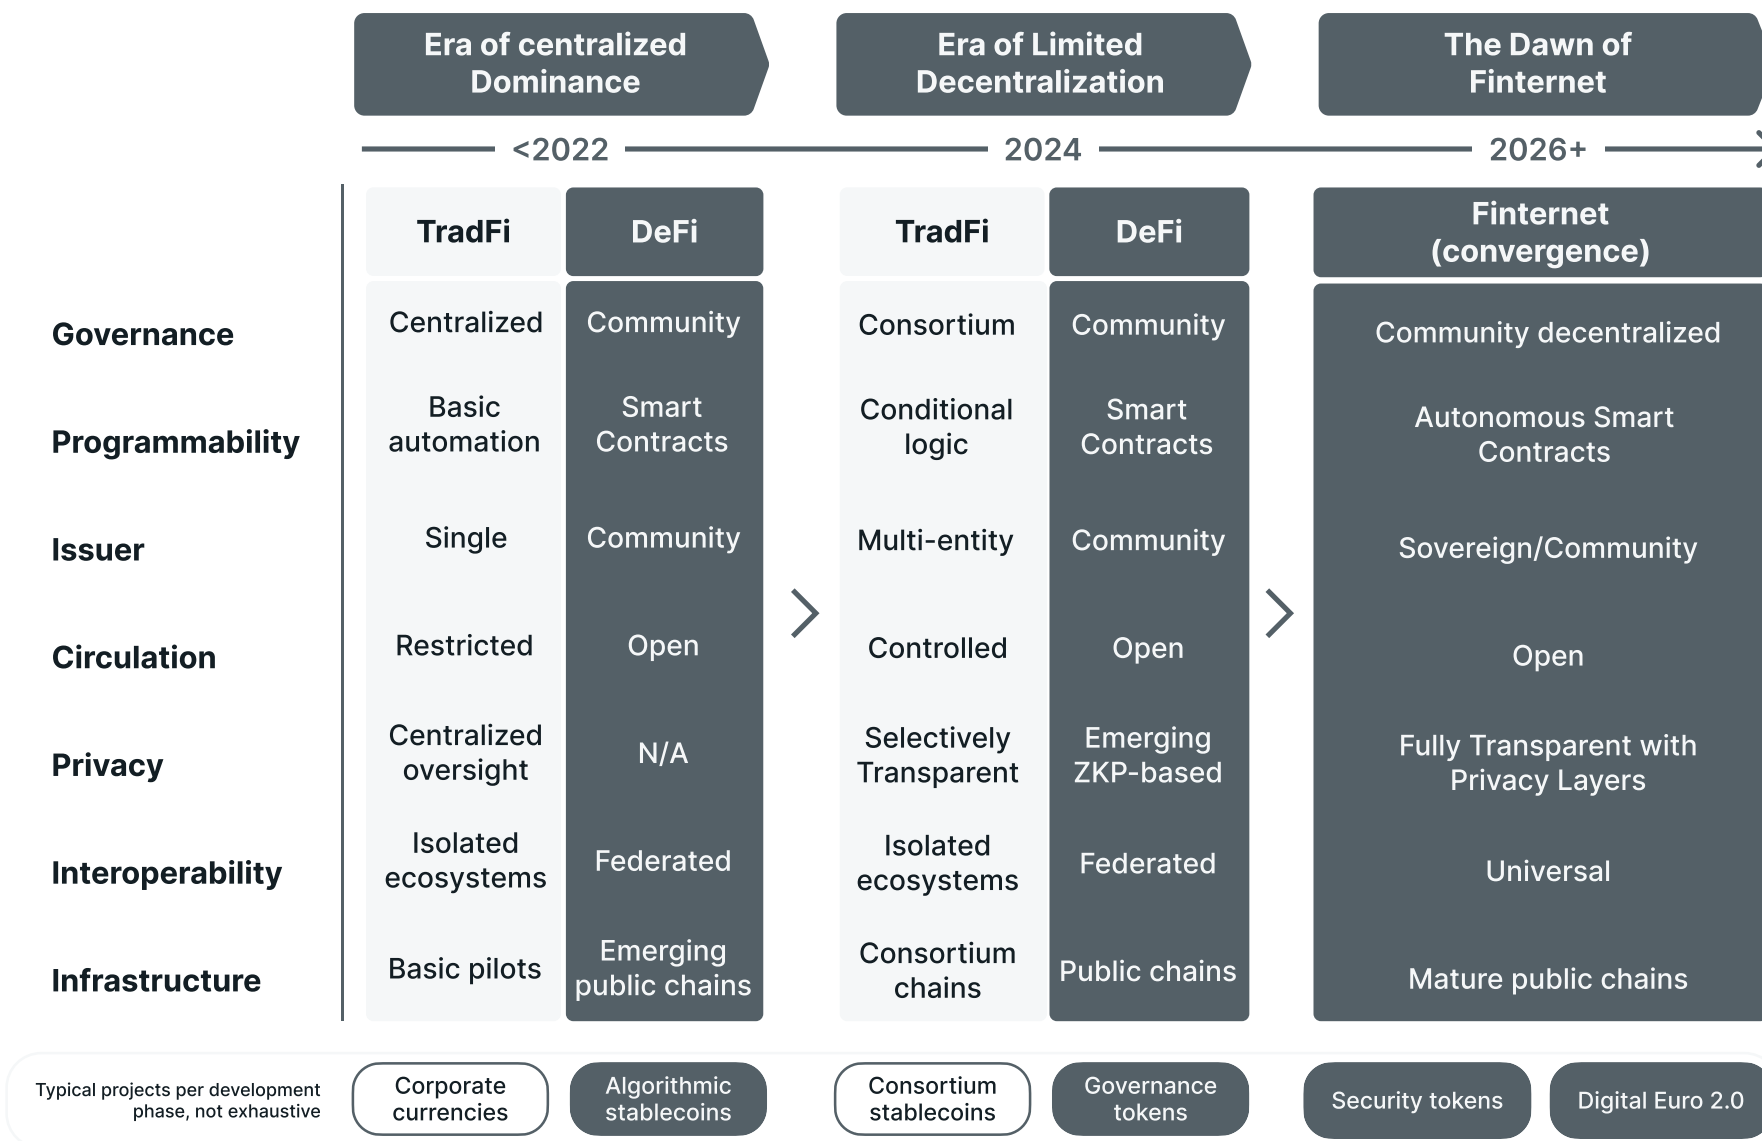 Era of centralized
Dominance
Era of Limited
Decentralization
The Dawn of
Finternet
<2022
2024
2026+
TradFi
DeFi
TradFi
DeFi
Finternet
(convergence)
Governance
Centralized
Community
Consortium
Community
Community decentralized
Programmability
Basic
automation
Smart
Contracts
Conditional
logic
Smart
Contracts
Autonomous Smart
Contracts
Issuer
Single
Community
Multi-entity
Community
Sovereign/Community
Circulation
Restricted
Open
Controlled
Open
Open
Privacy
Centralized
oversight
N/A
Selectively
Transparent
Emerging
ZKP-based
Fully Transparent with
Privacy Layers
Interoperability
Isolated
ecosystems
Federated
Isolated
ecosystems
Federated
Universal
Infrastructure
Basic pilots
Emerging
public chains
Consortium
chains
Public chains
Mature public chains
Typical projects per development
phase, not exhaustive
Corporate
currencies
Algorithmic
stablecoins
Consortium
stablecoins
Governance
tokens
Security tokens
Digital Euro 2.0